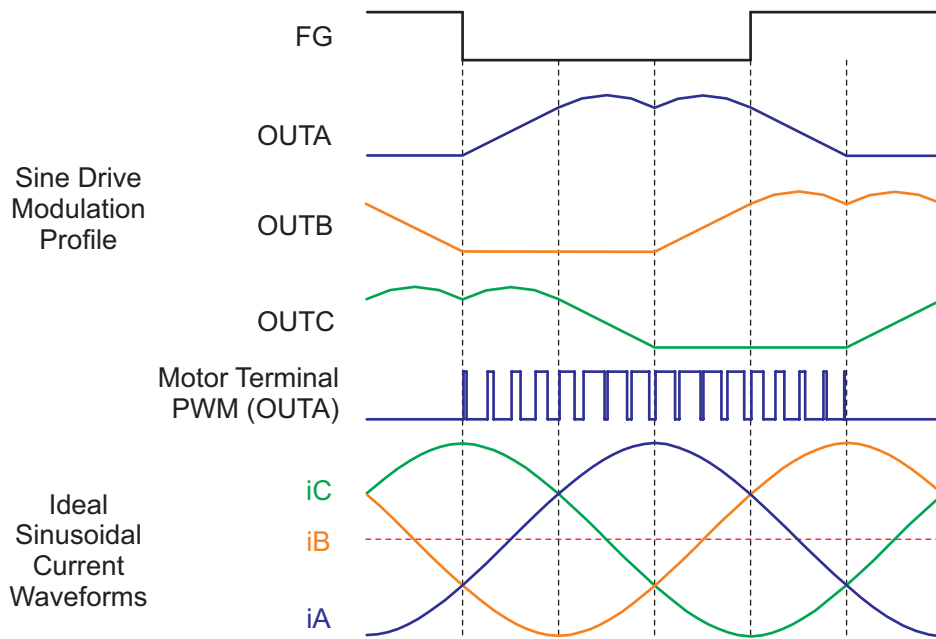 FG
OUTA
Sine Drive
Modulation
Profile
OUTB
OUTC
Motor Terminal
PWM (OUTA)
iC
Ideal
Sinusoidal
Current
Waveforms
iB
iA